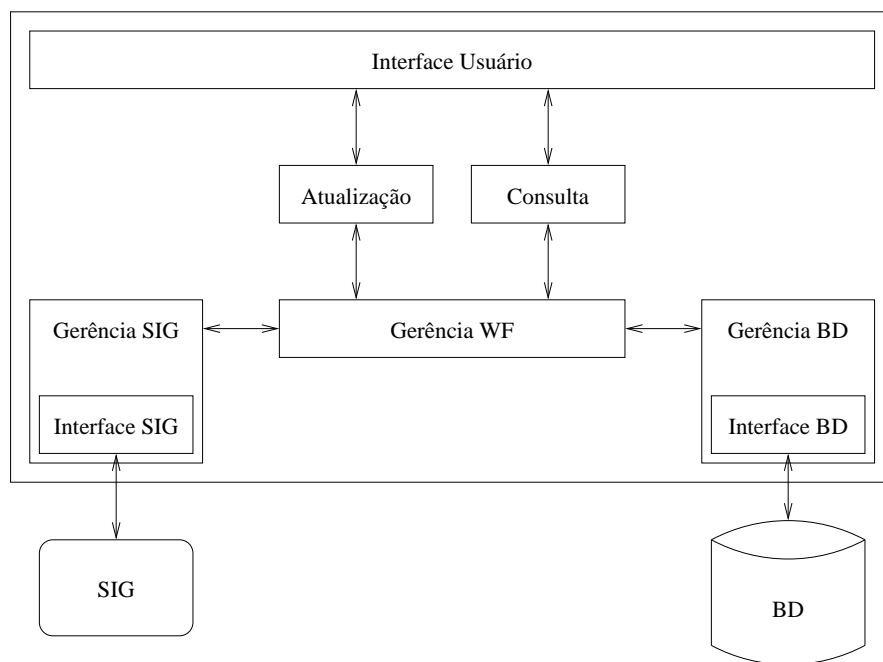 Interface Usuário
Atualização
Consulta
Gerência SIG
Gerência WF
Gerência BD
Interface SIG
Interface BD
SIG
BD